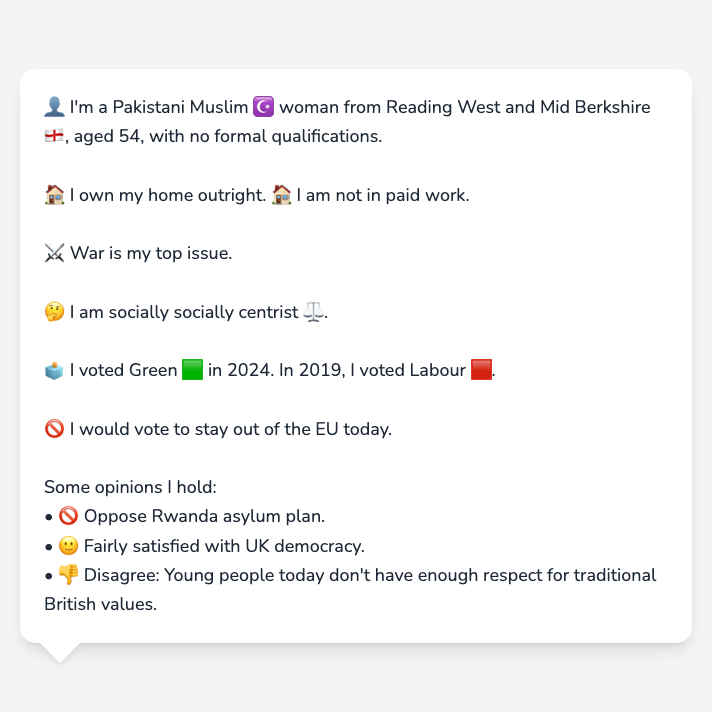 👤 I'm a Pakistani Muslim ☪️ woman from Reading West and Mid Berkshire
🏴󠁧󠁢󠁥󠁮󠁧󠁿, aged 54, with no formal qualifications.
🏠 I own my home outright. 🏠 I am not in paid work.
⚔️ War is my top issue.
🤔 I am socially socially centrist ⚖️.
🗳️ I voted Green 🟩 in 2024. In 2019, I voted Labour 🟥.
🚫 I would vote to stay out of the EU today.
Some opinions I hold:
• 🚫 Oppose Rwanda asylum plan.
• 🙂 Fairly satisfied with UK democracy.
• 👎 Disagree: Young people today don't have enough respect for traditional
British values.